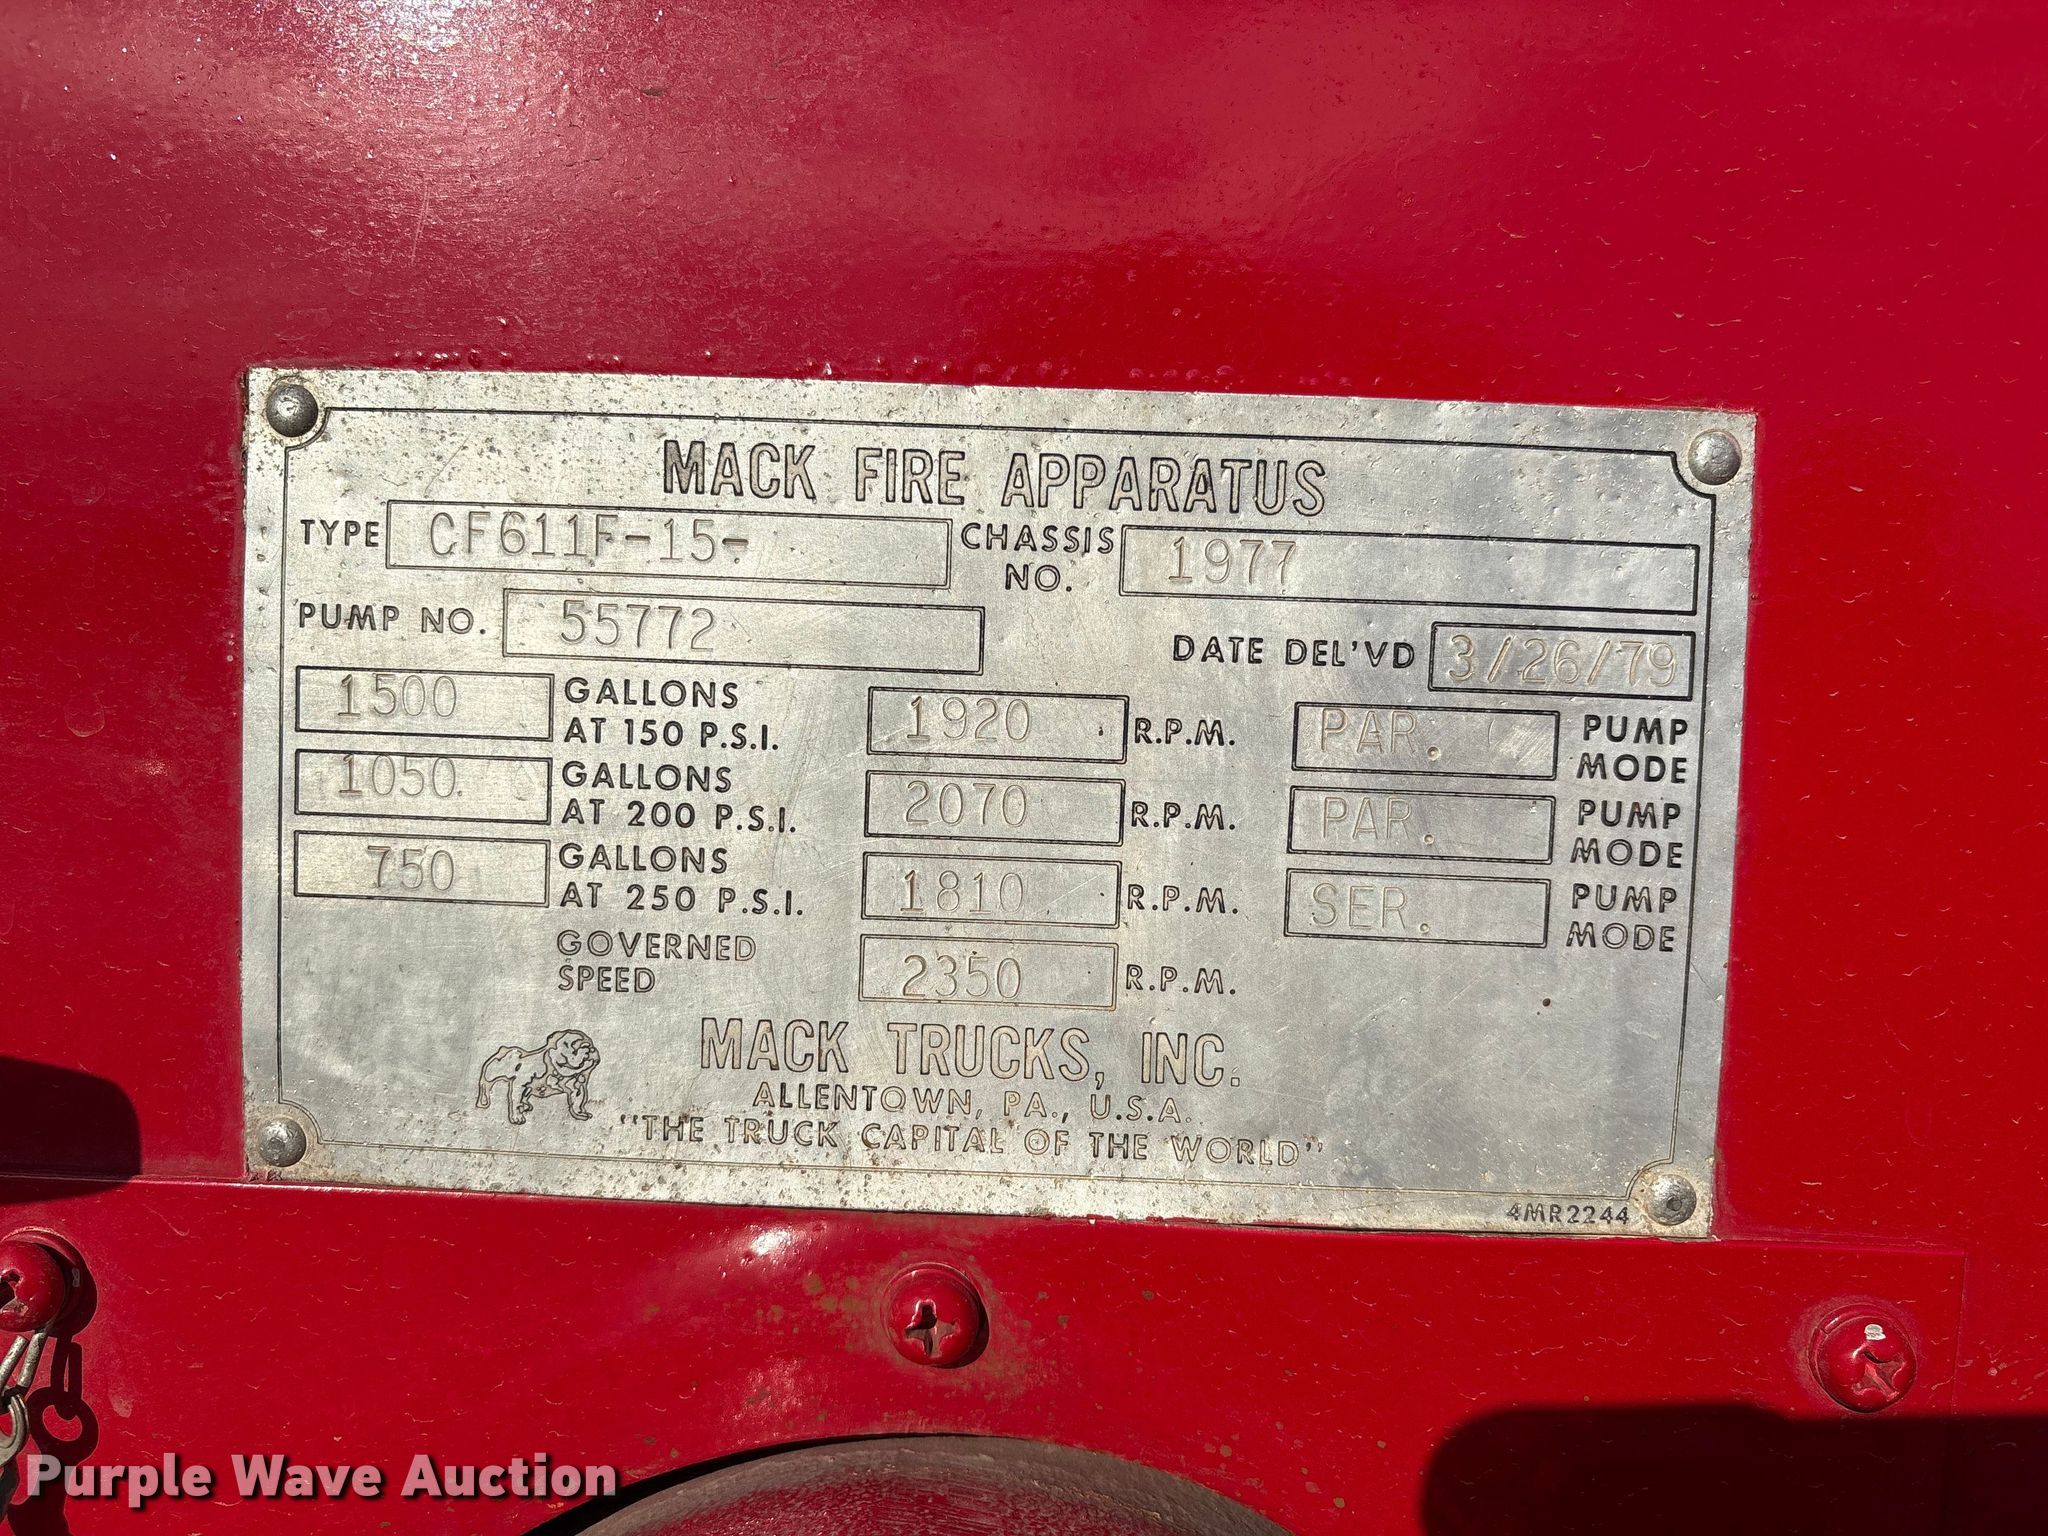 MACK FIRE APPARATUS
TYPE CF611F-15- CHASSIS NO. 1977
PUMP NO. 55772 DATE DEL'VD 3/26/79
1500 GALLONS AT 150 P.S.I. 1920 R.P.M. PAR. PUMP MODE
1050 GALLONS AT 200 P.S.I. 2070 R.P.M. PAR. PUMP MODE
750 GALLONS AT 250 P.S.I. 1810 R.P.M. SER. PUMP MODE
GOVERNED SPEED 2350 R.P.M.
MACK TRUCKS, INC.
ALLENTOWN, PA., U.S.A.
"THE TRUCK CAPITAL OF THE WORLD"
4MR2244
Purple Wave Auction